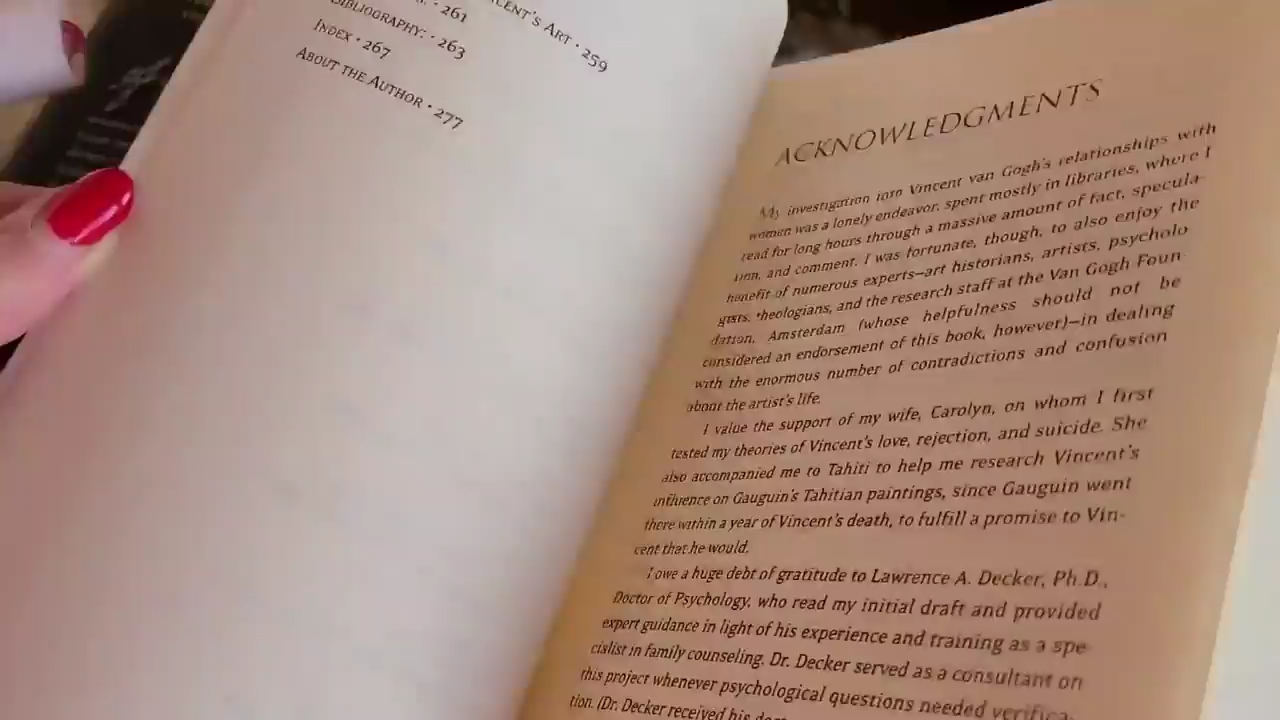 CENT'S ART • 259
• 261
BIBLIOGRAPHY: • 263
INDEX • 267
ABOUT THE AUTHOR • 277
ACKNOWLEDGMENTS
My investigation into Vincent van Gogh's relationships with
women was a lonely endeavor, spent mostly in libraries, where I
read for long hours through a massive amount of fact, specula-
tion, and comment. I was fortunate, though, to also enjoy the
benefit of numerous experts—art historians, artists, psycholo
gists, theologians, and the research staff at the Van Gogh Foun-
dation, Amsterdam (whose helpfulness should not be
considered an endorsement of this book, however)—in dealing
with the enormous number of contradictions and confusion
about the artist's life.
I value the support of my wife, Carolyn, on whom I first
tested my theories of Vincent's love, rejection, and suicide. She
also accompanied me to Tahiti to help me research Vincent's
influence on Gauguin's Tahitian paintings, since Gauguin went
there within a year of Vincent's death, to fulfill a promise to Vin-
cent that he would.
I owe a huge debt of gratitude to Lawrence A. Decker, Ph.D.,
Doctor of Psychology, who read my initial draft and provided
expert guidance in light of his experience and training as a spe
cialist in family counseling. Dr. Decker served as a consultant on
this project whenever psychological questions needed verifica-
tion. (Dr. Decker received his